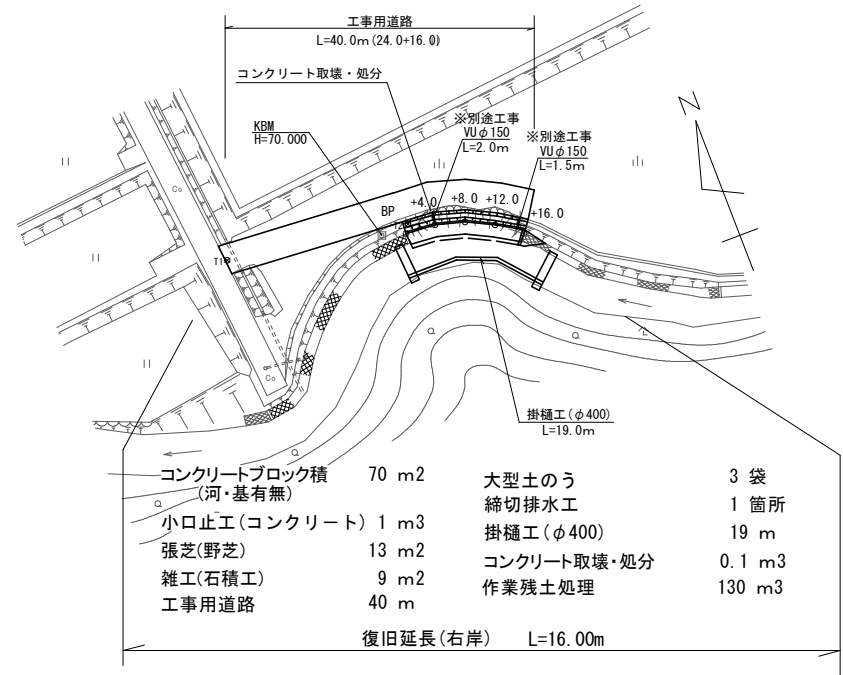 工事用道路
L=40.0m(24.0+16.0)
コンクリート取壊・処分
KBM
H=70.000
※別途工事
VUφ150
L=2.0m
※別途工事
VUφ150
L=1.5m
N
Co
BP
+4.0
+8.0
+12.0
+16.0
T1
T2
Co
掛樋工(φ400)
L=19.0m
コンクリートブロック積 70 m2
(河・基有無)
小口止工(コンクリート) 1 m3
張芝(野芝) 13 m2
雑工(石積工) 9 m2
工事用道路 40 m
大型土のう 3 袋
締切排水工 1 箇所
掛樋工(φ400) 19 m
コンクリート取壊・処分 0.1 m3
作業残土処理 130 m3
復旧延長(右岸) L=16.00m